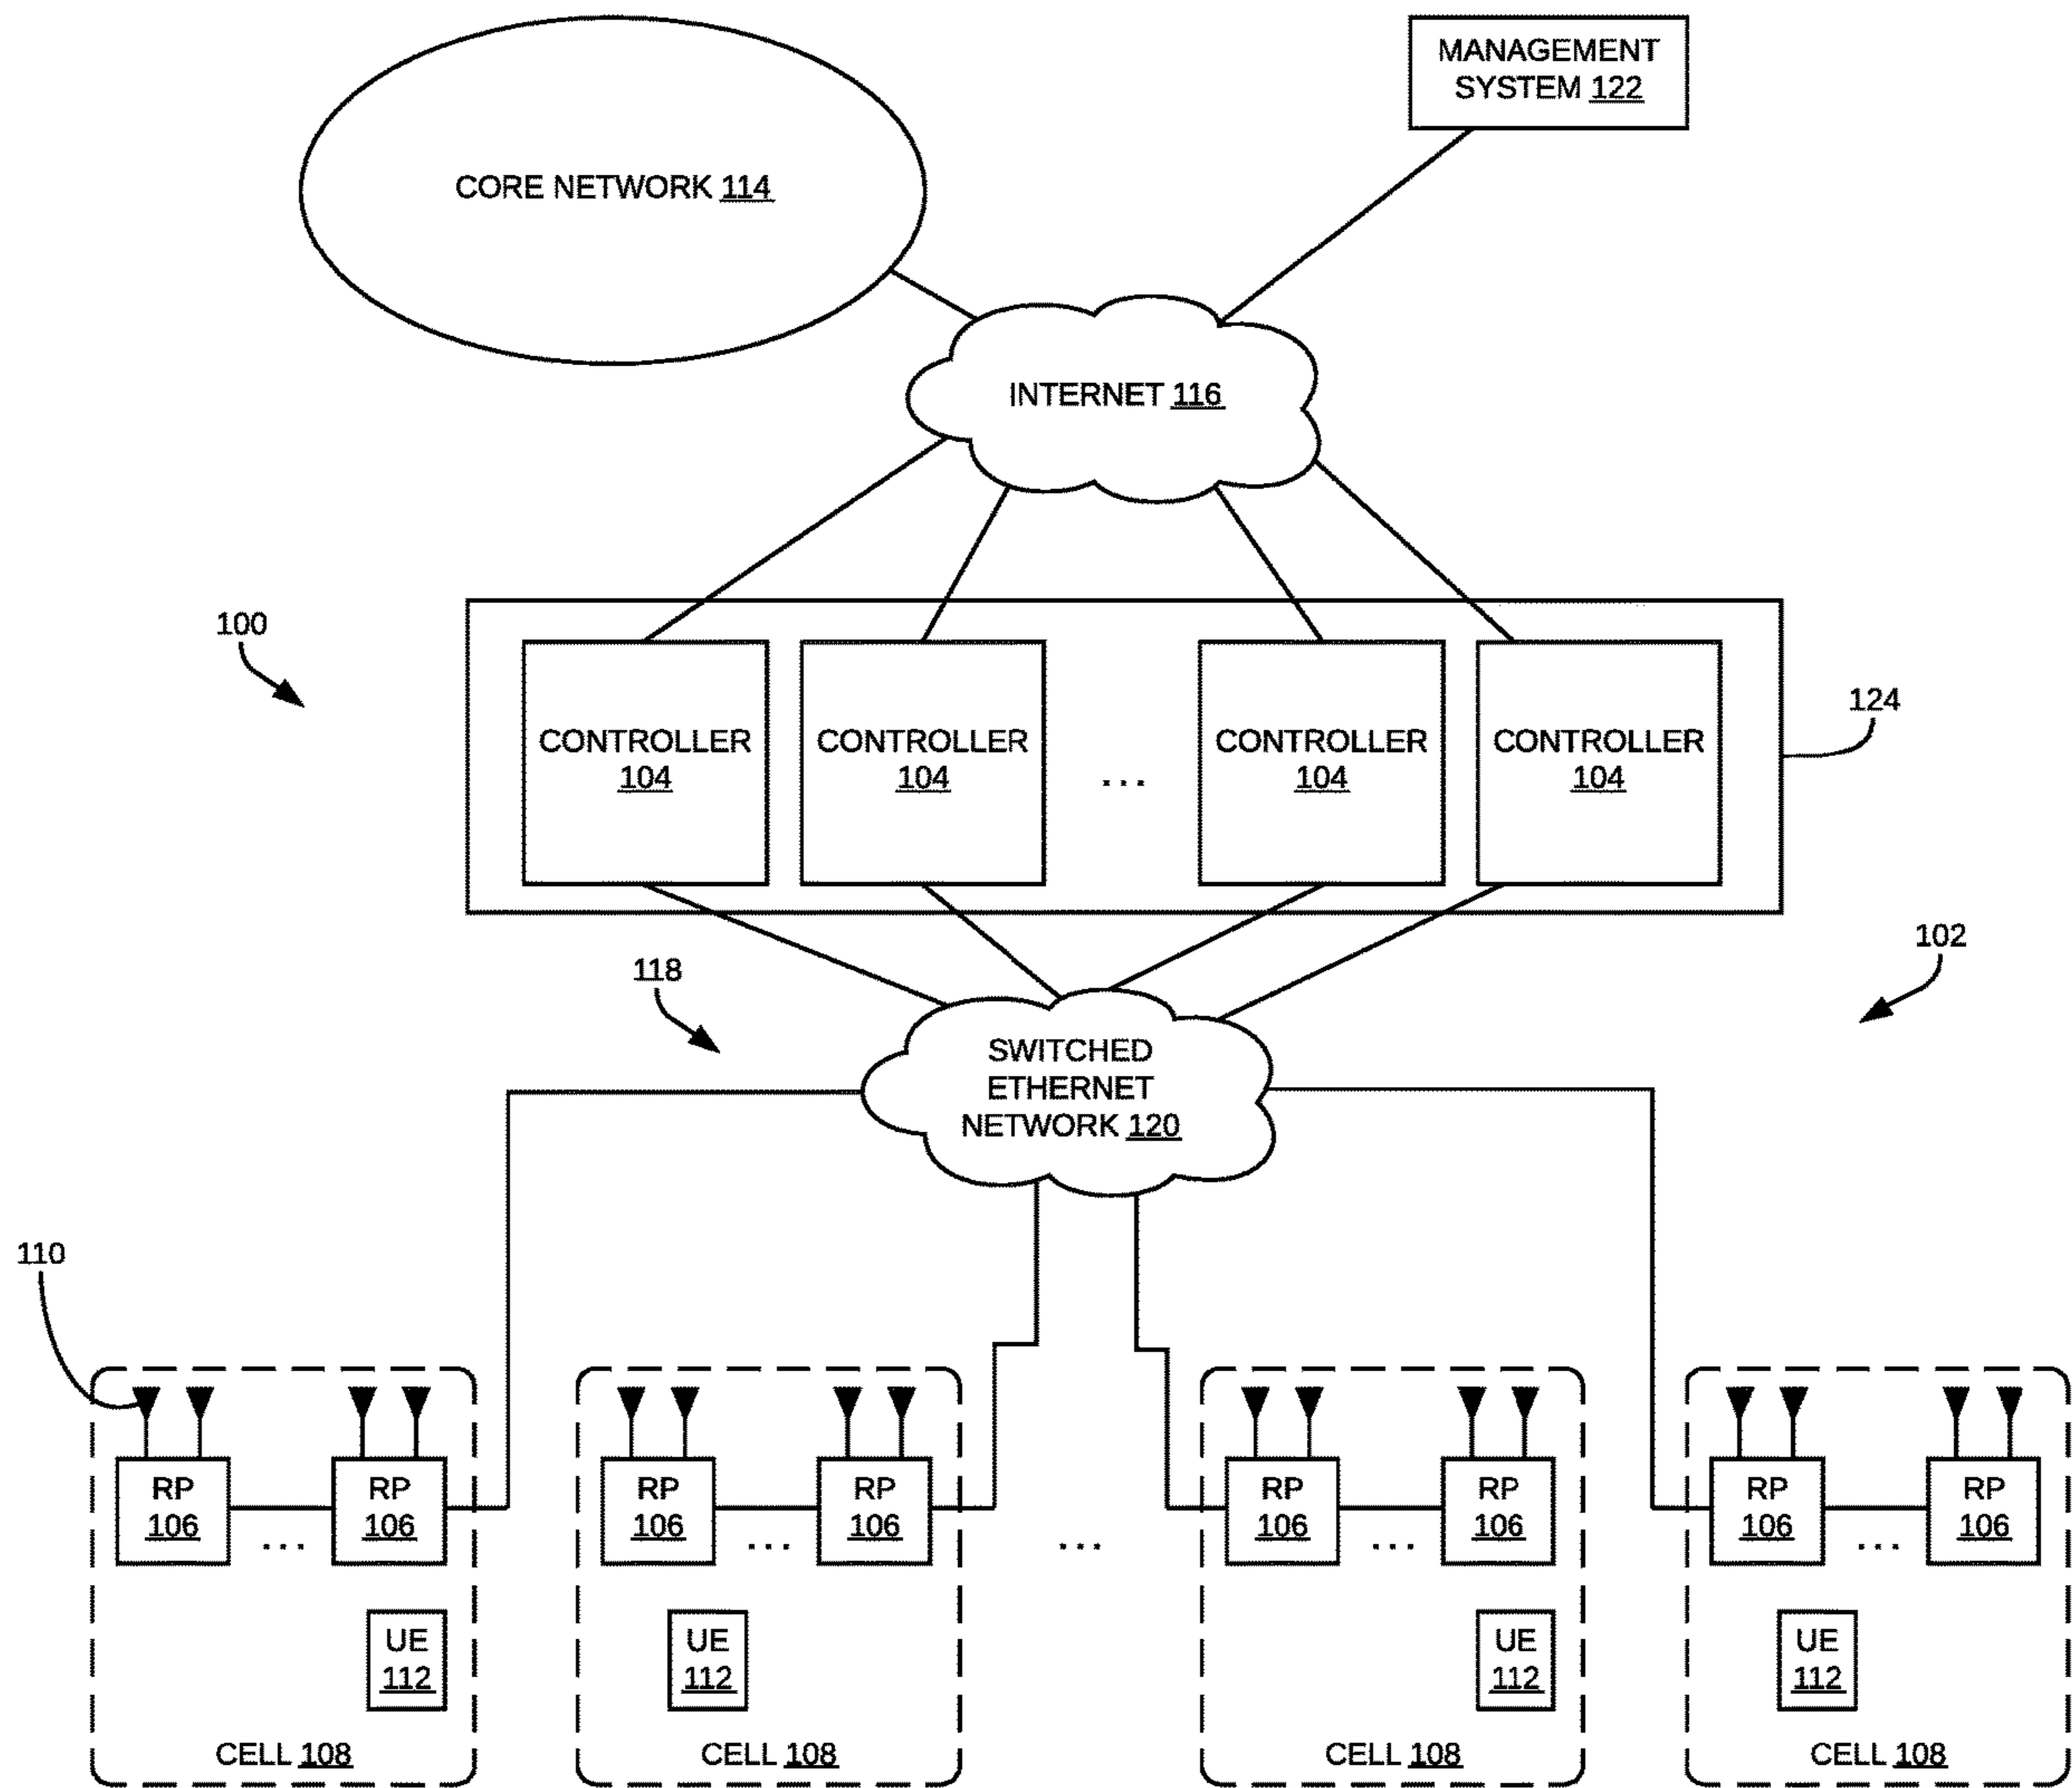 MANAGEMENT
SYSTEM 122
CORE NETWORK 114
INTERNET 116
100
124
CONTROLLER
104
CONTROLLER
104
...
CONTROLLER
104
CONTROLLER
104
102
118
SWITCHED
ETHERNET
NETWORK 120
110
RP
106
...
RP
106
RP
106
...
RP
106
...
RP
106
...
RP
106
RP
106
...
RP
106
UE
112
UE
112
UE
112
UE
112
CELL 108
CELL 108
CELL 108
CELL 108